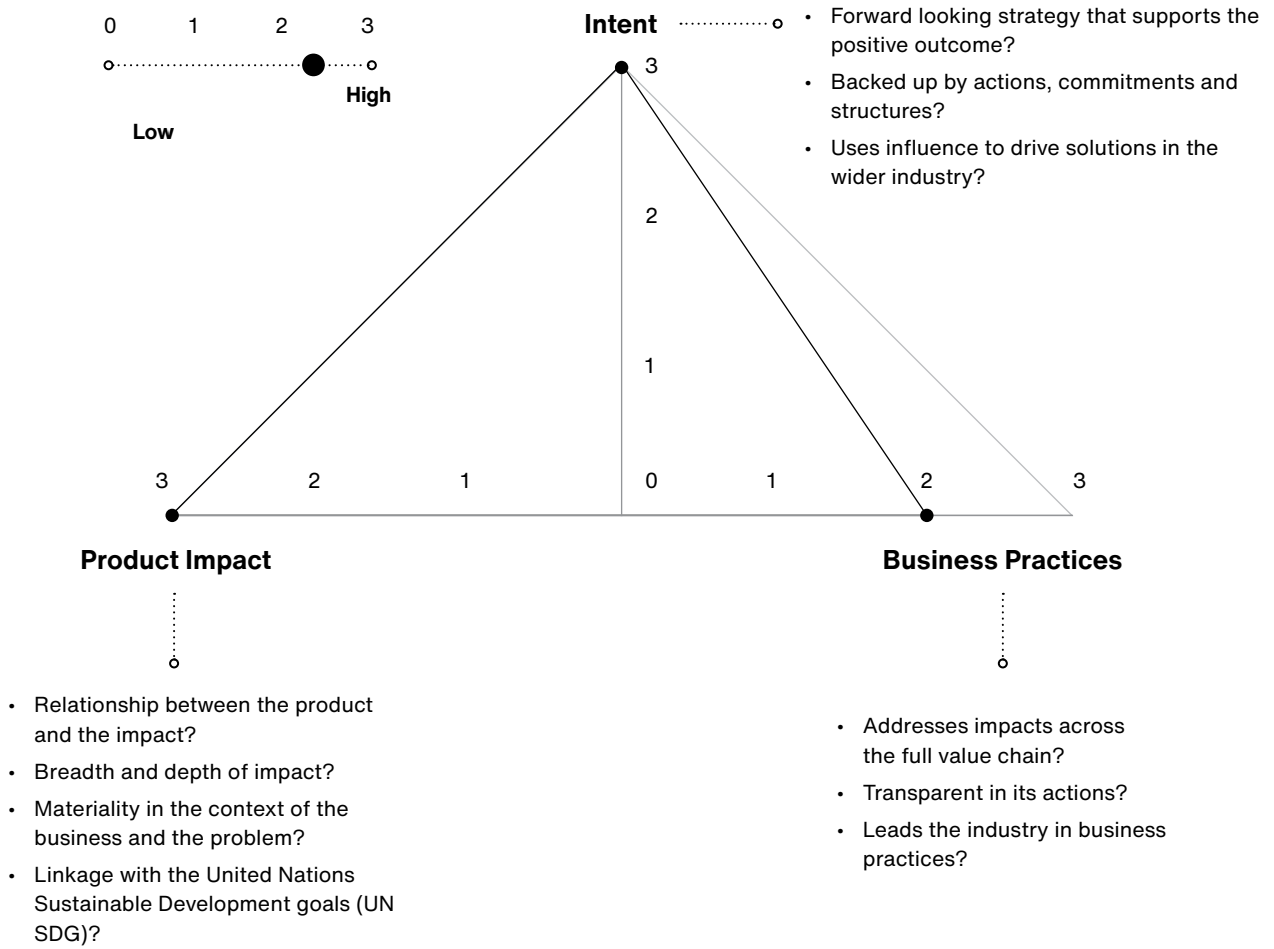 0 1 2 3
High
Low
Intent
• Forward looking strategy that supports the
positive outcome?
• Backed up by actions, commitments and
structures?
• Uses influence to drive solutions in the
wider industry?
3
2
1
3 2 1 0 1 2 3
Product Impact
• Relationship between the product
and the impact?
• Breadth and depth of impact?
• Materiality in the context of the
business and the problem?
• Linkage with the United Nations
Sustainable Development goals (UN
SDG)?
Business Practices
• Addresses impacts across
the full value chain?
• Transparent in its actions?
• Leads the industry in business
practices?